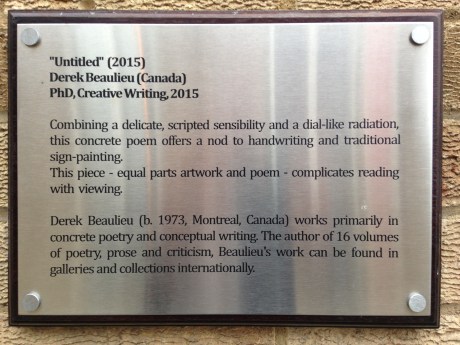 "Untitled" (2015)
Derek Beaulieu (Canada)
PhD, Creative Writing, 2015
Combining a delicate, scripted sensibility and a dial-like radiation,
this concrete poem offers a nod to handwriting and traditional
sign-painting.
This piece - equal parts artwork and poem - complicates reading
with viewing.
Derek Beaulieu (b. 1973, Montreal, Canada) works primarily in
concrete poetry and conceptual writing. The author of 16 volumes
of poetry, prose and criticism, Beaulieu's work can be found in
galleries and collections internationally.